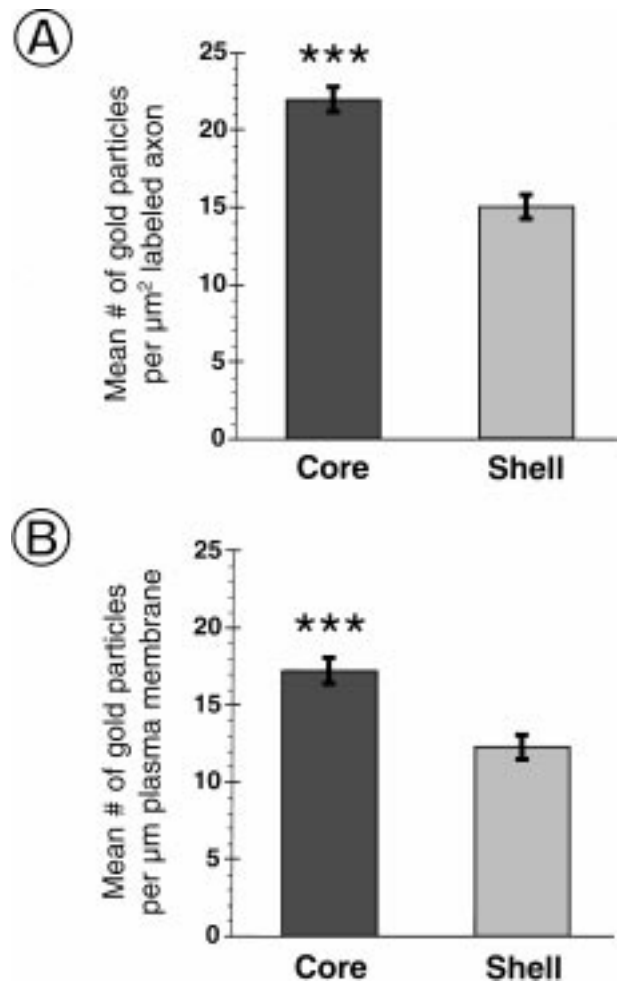 A
Mean # of gold particles
per µm² labeled axon
25
20
15
10
5
0
***
Core
Shell
B
Mean # of gold particles
per µm plasma membrane
25
20
15
10
5
0
***
Core
Shell